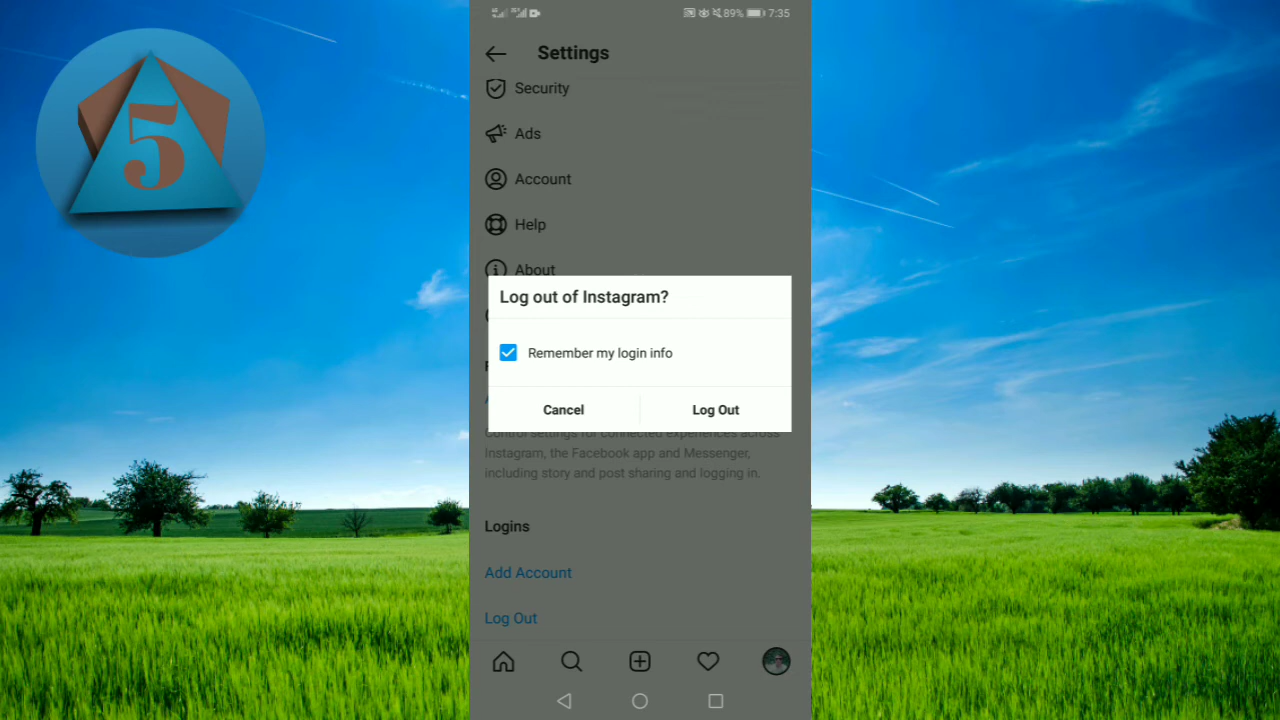 5
89% 7:35
Settings
Security
Ads
Account
Help
About
Log out of Instagram?
Remember my login info
Cancel
Log Out
Control settings for connected experiences across
Instagram, the Facebook app and Messenger,
including story and post sharing and logging in.
Logins
Add Account
Log Out